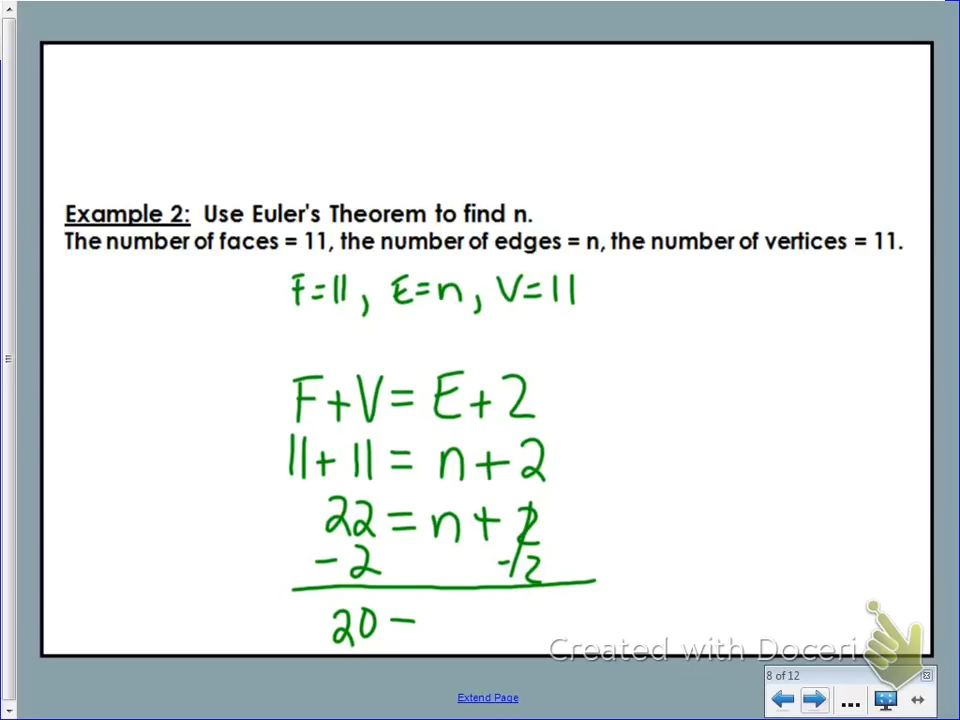 Example 2: Use Euler's Theorem to find n.
The number of faces = 11, the number of edges = n, the number of vertices = 11.
F=11, E=n, V=11
F+V=E+2
11+11=n+2
22=n+2
-2 -2
20 -
Created with Doceri
8 of 12
...
Extend Page